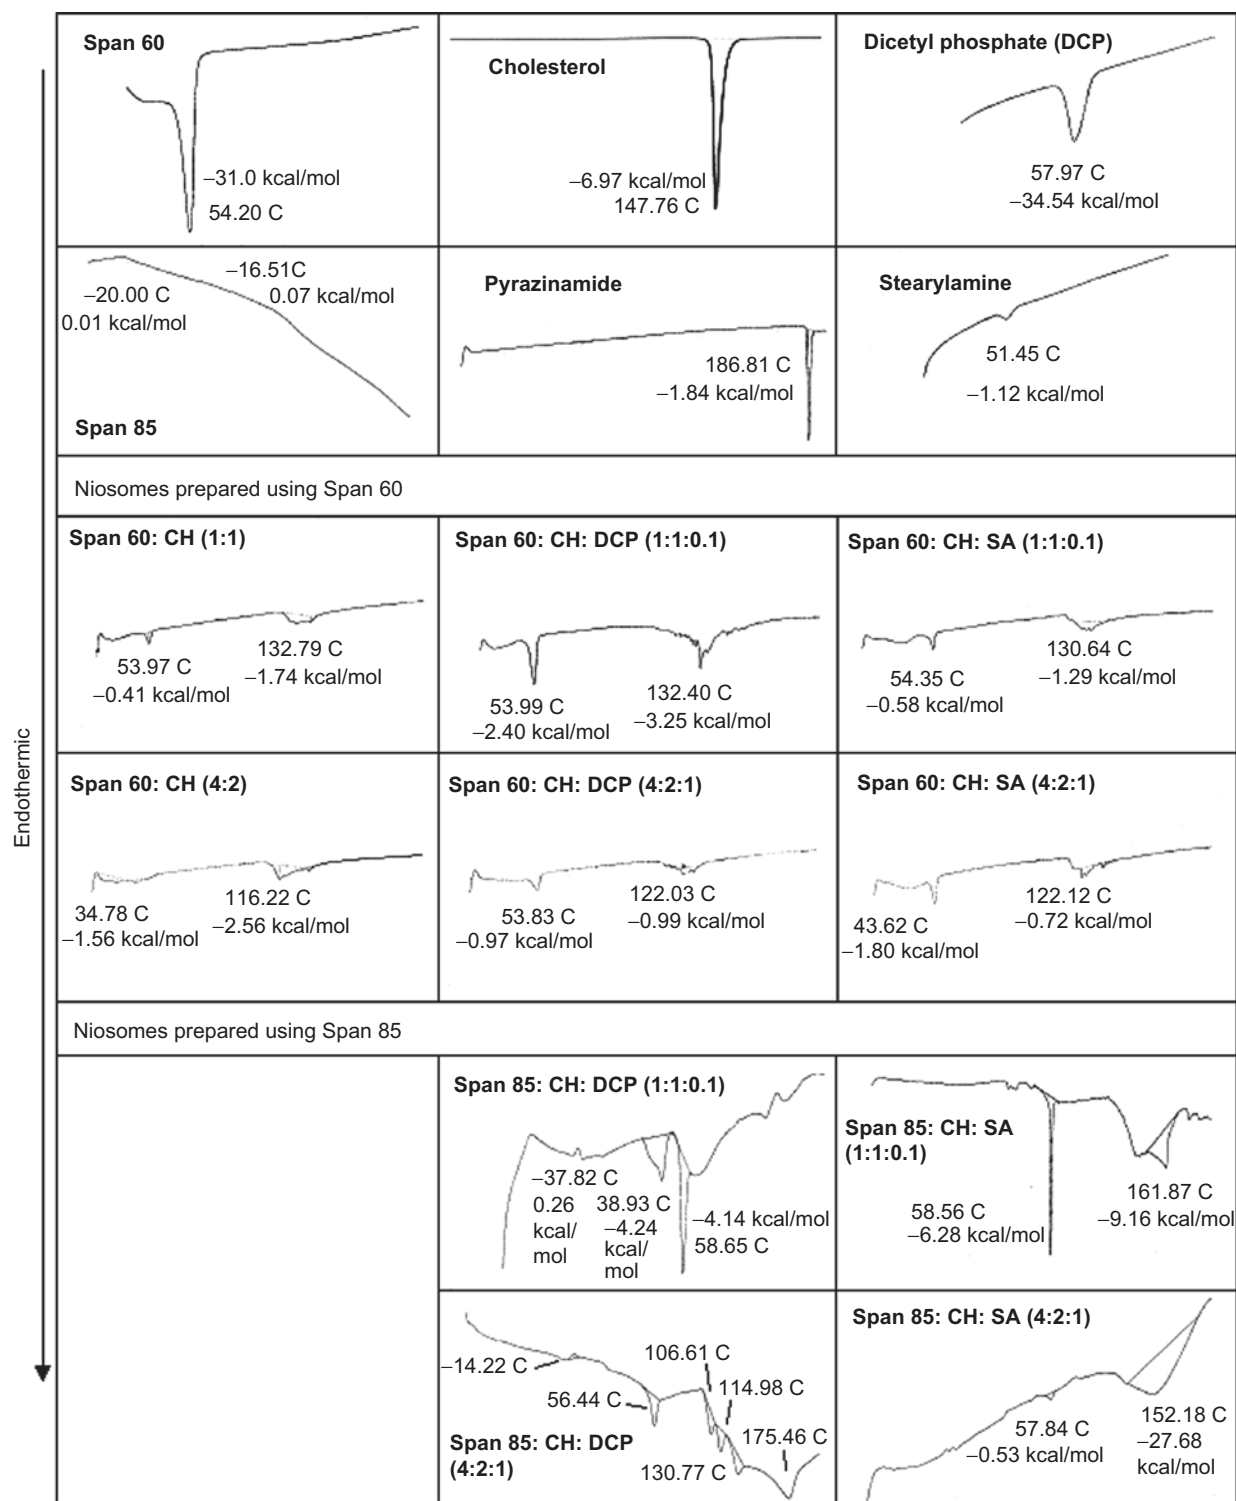 Endothermic
Span 60
−31.0 kcal/mol
54.20 C
Cholesterol
−6.97 kcal/mol
147.76 C
Dicetyl phosphate (DCP)
57.97 C
−34.54 kcal/mol
−16.51C
0.07 kcal/mol
−20.00 C
0.01 kcal/mol
Span 85
Pyrazinamide
186.81 C
−1.84 kcal/mol
Stearylamine
51.45 C
−1.12 kcal/mol
Niosomes prepared using Span 60
Span 60: CH (1:1)
53.97 C
−0.41 kcal/mol
132.79 C
−1.74 kcal/mol
Span 60: CH: DCP (1:1:0.1)
53.99 C
−2.40 kcal/mol
132.40 C
−3.25 kcal/mol
Span 60: CH: SA (1:1:0.1)
54.35 C
−0.58 kcal/mol
130.64 C
−1.29 kcal/mol
Span 60: CH (4:2)
34.78 C
−1.56 kcal/mol
116.22 C
−2.56 kcal/mol
Span 60: CH: DCP (4:2:1)
53.83 C
−0.97 kcal/mol
122.03 C
−0.99 kcal/mol
Span 60: CH: SA (4:2:1)
43.62 C
−1.80 kcal/mol
122.12 C
−0.72 kcal/mol
Niosomes prepared using Span 85
Span 85: CH: DCP (1:1:0.1)
−37.82 C
0.26
kcal/
mol
38.93 C
−4.24
kcal/
mol
−4.14 kcal/mol
58.65 C
Span 85: CH: SA
(1:1:0.1)
58.56 C
−6.28 kcal/mol
161.87 C
−9.16 kcal/mol
−14.22 C
56.44 C
106.61 C
114.98 C
175.46 C
130.77 C
Span 85: CH: DCP
(4:2:1)
Span 85: CH: SA (4:2:1)
57.84 C
−0.53 kcal/mol
152.18 C
−27.68
kcal/mol